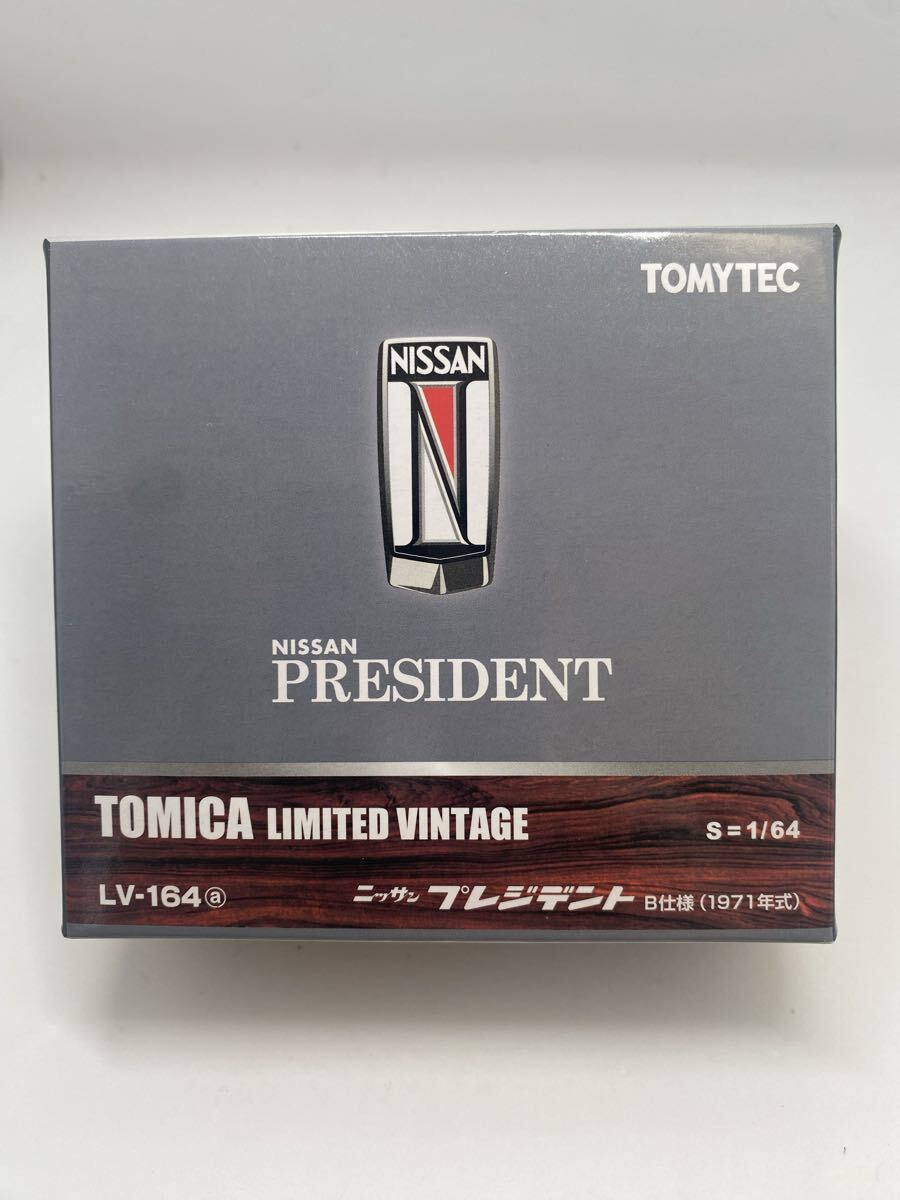 TOMYTEC
NISSAN
N
NISSAN
PRESIDENT
TOMICA LIMITED VINTAGE S=1/64
LV-164ⓐ ニッサン プレジデント B仕様(1971年式)